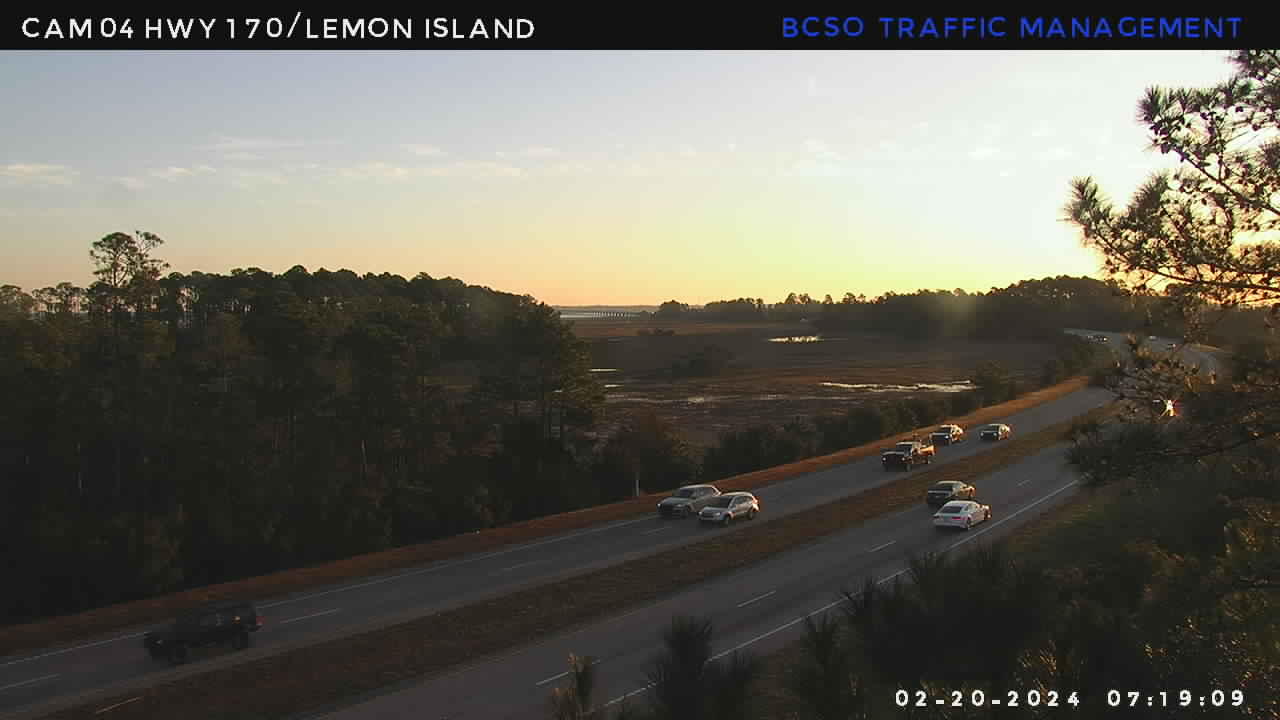 CAM04 HWY 170/LEMON ISLAND
BCSO TRAFFIC MANAGEMENT
02-20-2024 07:19:09